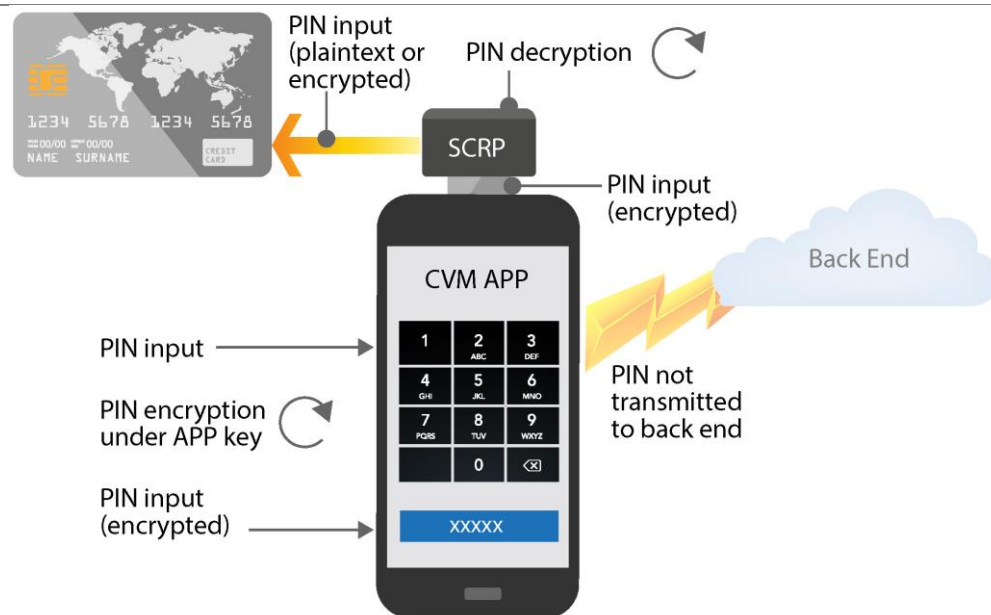 PIN input
(plaintext or
encrypted)
PIN decryption
1234 5678 1234 5678
00/00 00/00
NAME SURNAME
CREDIT
CARD
SCRP
PIN input
(encrypted)
Back End
CVM APP
1
2
ABC
3
DEF
4
GHI
5
JKL
6
MNO
7
PQRS
8
TUV
9
WXYZ
0
PIN input
PIN encryption
under APP key
PIN input
(encrypted)
XXXXX
PIN not
transmitted
to back end